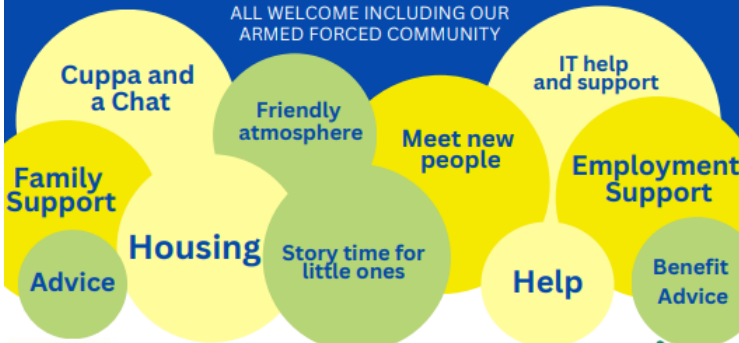 ALL WELCOME INCLUDING OUR
ARMED FORCED COMMUNITY
Cuppa and
a Chat
Friendly
atmosphere
IT help
and support
Meet new
people
Family
Support
Employment
Support
Housing
Story time for
little ones
Advice
Help
Benefit
Advice